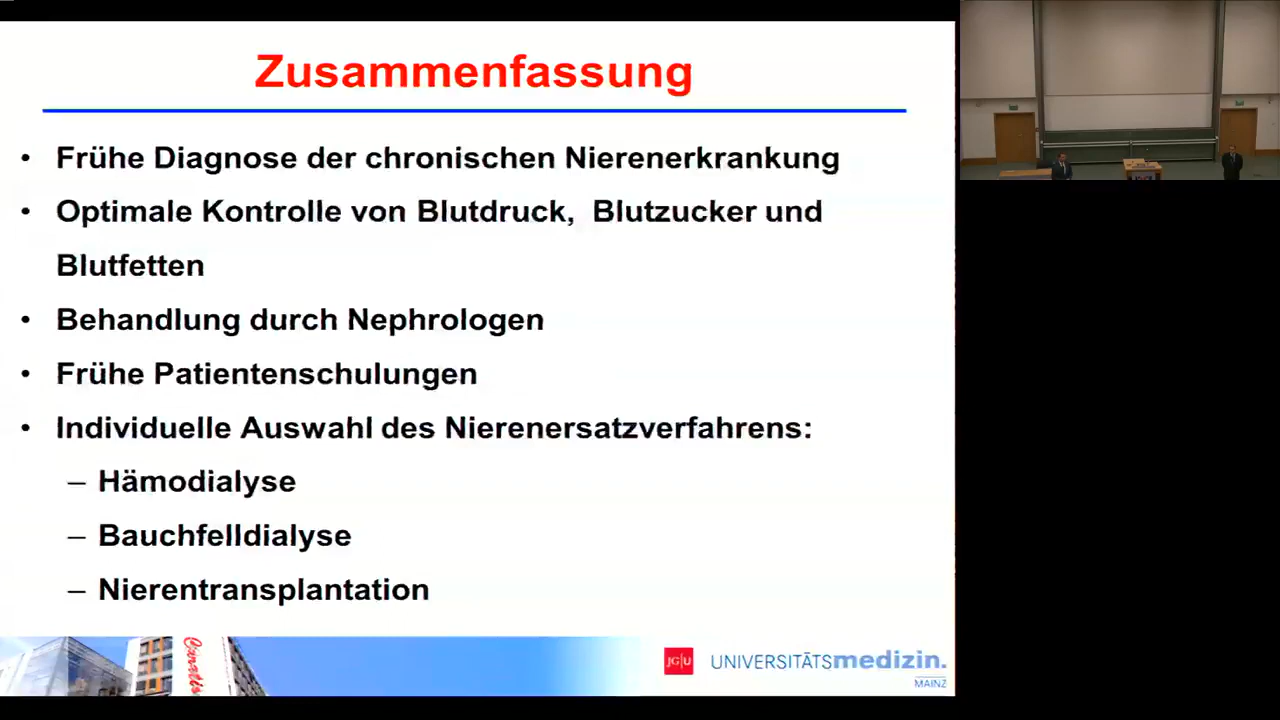 Zusammenfassung
• Frühe Diagnose der chronischen Nierenerkrankung
• Optimale Kontrolle von Blutdruck, Blutzucker und
Blutfetten
• Behandlung durch Nephrologen
• Frühe Patientenschulungen
• Individuelle Auswahl des Nierenersatzverfahrens:
– Hämodialyse
– Bauchfelldialyse
– Nierentransplantation
JG|U UNIVERSITÄTSmedizin.
MAINZ